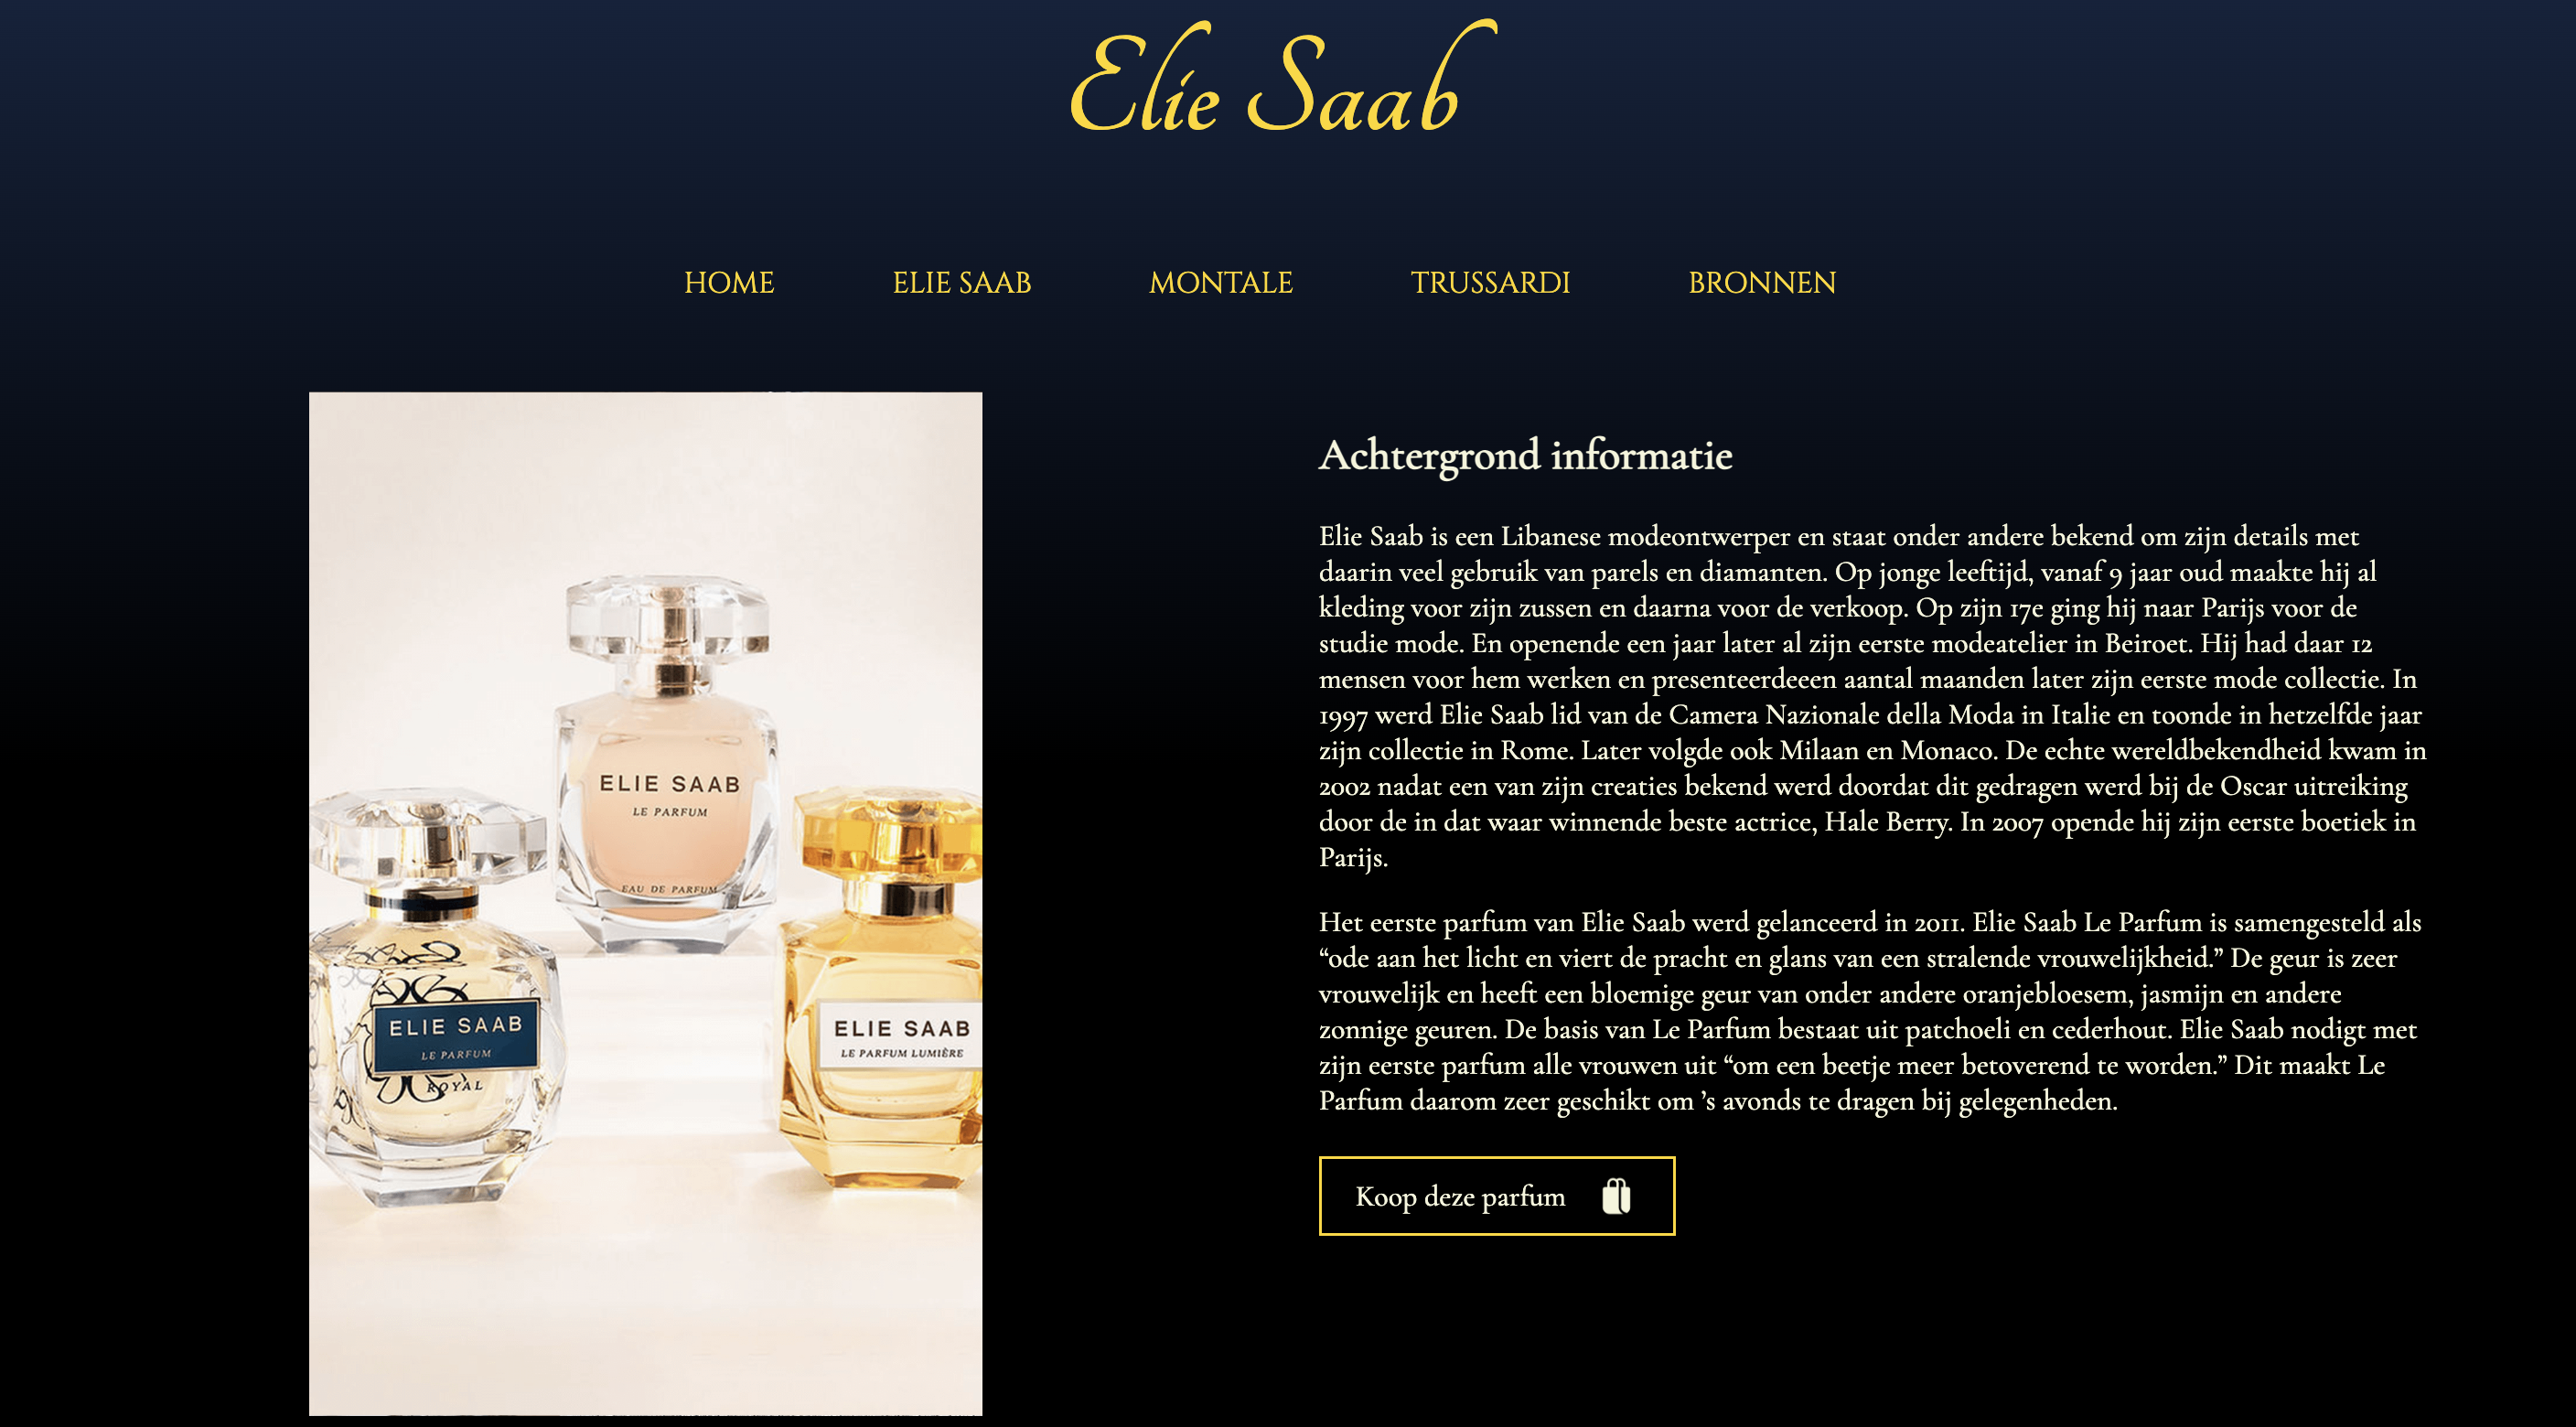 Elie Saab
HOME
ELIE SAAB
MONTALE
TRUSSARDI
BRONNEN
ELIE SAAB
LE PARFUM
EAU DE PARFUM
ELIE SAAB
LE PARFUM
ROYAL
ELIE SAAB
LE PARFUM LUMIÈRE
Achtergrond informatie
Elie Saab is een Libanese modeontwerper en staat onder andere bekend om zijn details met
daarin veel gebruik van parels en diamanten. Op jonge leeftijd, vanaf 9 jaar oud maakte hij al
kleding voor zijn zussen en daarna voor de verkoop. Op zijn 17e ging hij naar Parijs voor de
studie mode. En openende een jaar later al zijn eerste modeatelier in Beiroet. Hij had daar 12
mensen voor hem werken en presenteerdeeen aantal maanden later zijn eerste mode collectie. In
1997 werd Elie Saab lid van de Camera Nazionale della Moda in Italie en toonde in hetzelfde jaar
zijn collectie in Rome. Later volgde ook Milaan en Monaco. De echte wereldbekendheid kwam in
2002 nadat een van zijn creaties bekend werd doordat dit gedragen werd bij de Oscar uitreiking
door de in dat waar winnende beste actrice, Hale Berry. In 2007 opende hij zijn eerste boetiek in
Parijs.
Het eerste parfum van Elie Saab werd gelanceerd in 2011. Elie Saab Le Parfum is samengesteld als
“ode aan het licht en viert de pracht en glans van een stralende vrouwelijkheid.” De geur is zeer
vrouwelijk en heeft een bloemige geur van onder andere oranjebloesem, jasmijn en andere
zonnige geuren. De basis van Le Parfum bestaat uit patchoeli en cederhout. Elie Saab nodigt met
zijn eerste parfum alle vrouwen uit “om een beetje meer betoverend te worden.” Dit maakt Le
Parfum daarom zeer geschikt om ’s avonds te dragen bij gelegenheden.
Koop deze parfum